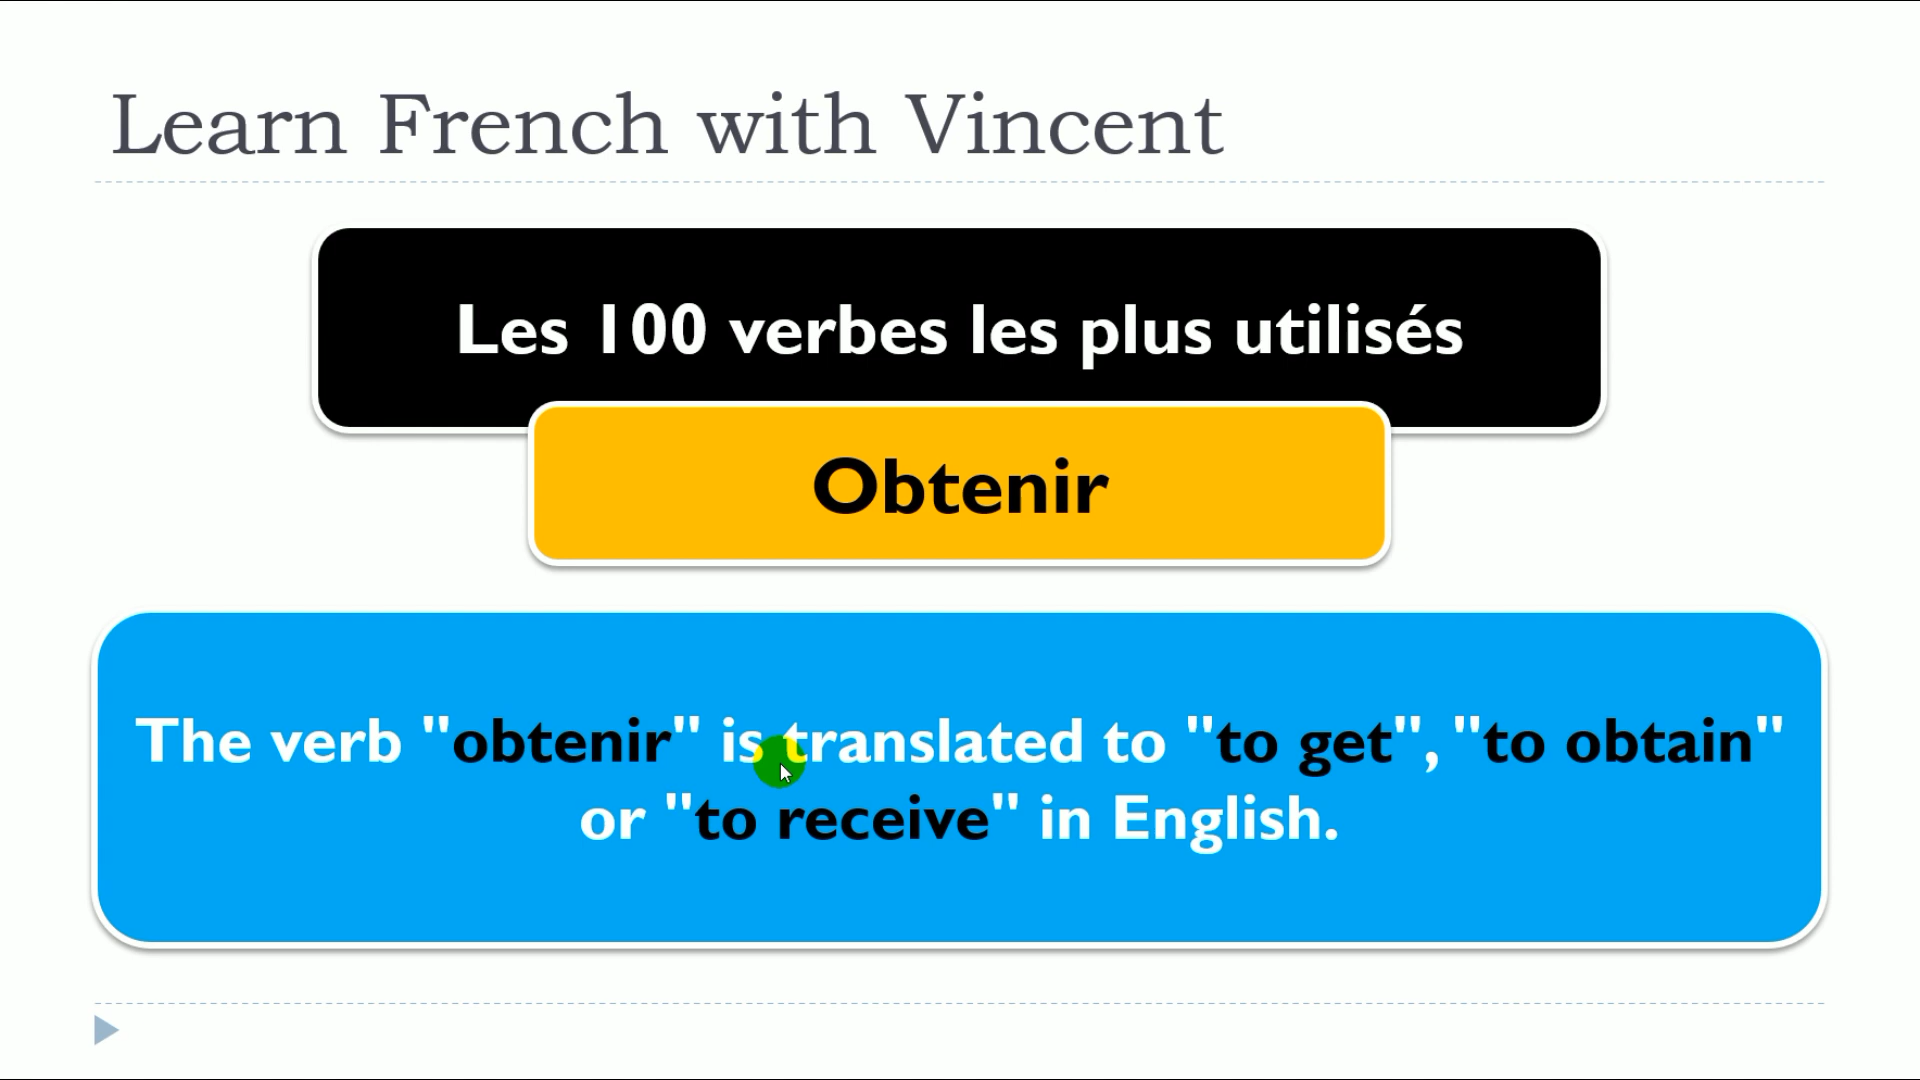 Learn French with Vincent
Les 100 verbes les plus utilisés
Obtenir
The verb "obtenir" is translated to "to get", "to obtain"
or "to receive" in English.